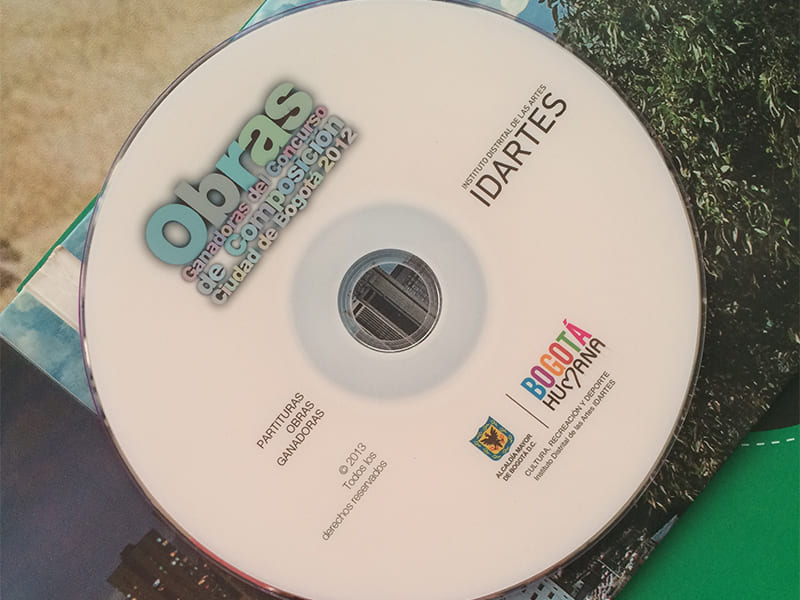 Obras
Ganadoras del Concurso
de Composición
Ciudad de Bogotá 2012
INSTITUTO DISTRITAL DE LAS ARTES
IDARTES
PARTITURAS
OBRAS
GANADORAS
© 2013
Todos los
derechos reservados
ALCALDÍA MAYOR
DE BOGOTÁ D.C.
BOGOTÁ
HUMANA
CULTURA, RECREACIÓN Y DEPORTE
Instituto Distrital de las Artes IDARTES